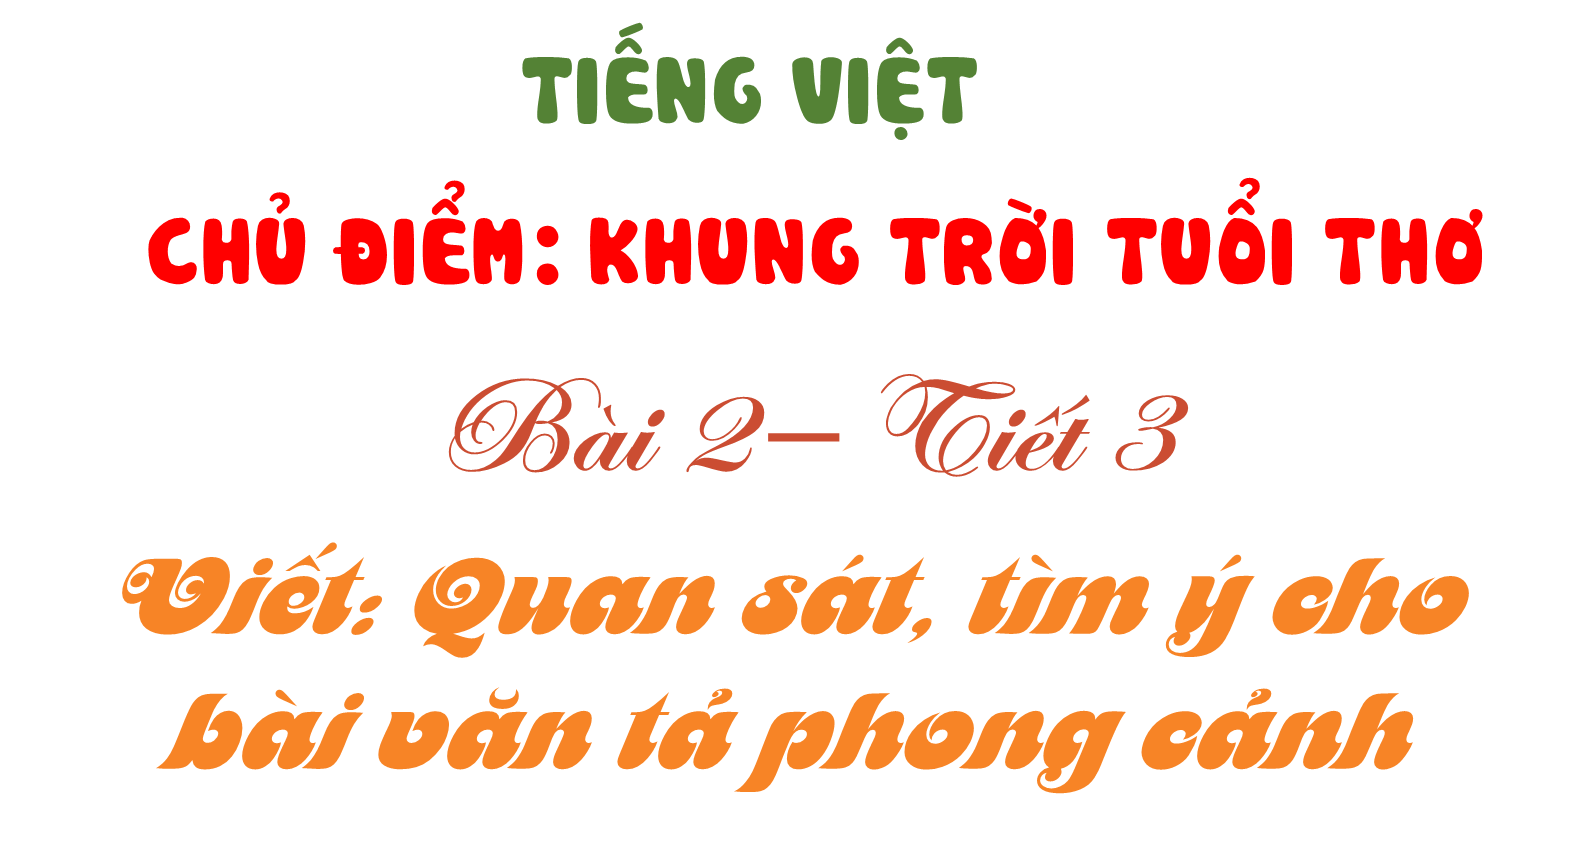 TIẾNG VIỆT
CHỦ ĐIỂM: KHUNG TRỜI TUỔI THƠ
Bài 2– Tiết 3
Viết: Quan sát, tìm ý cho
bài văn tả phong cảnh